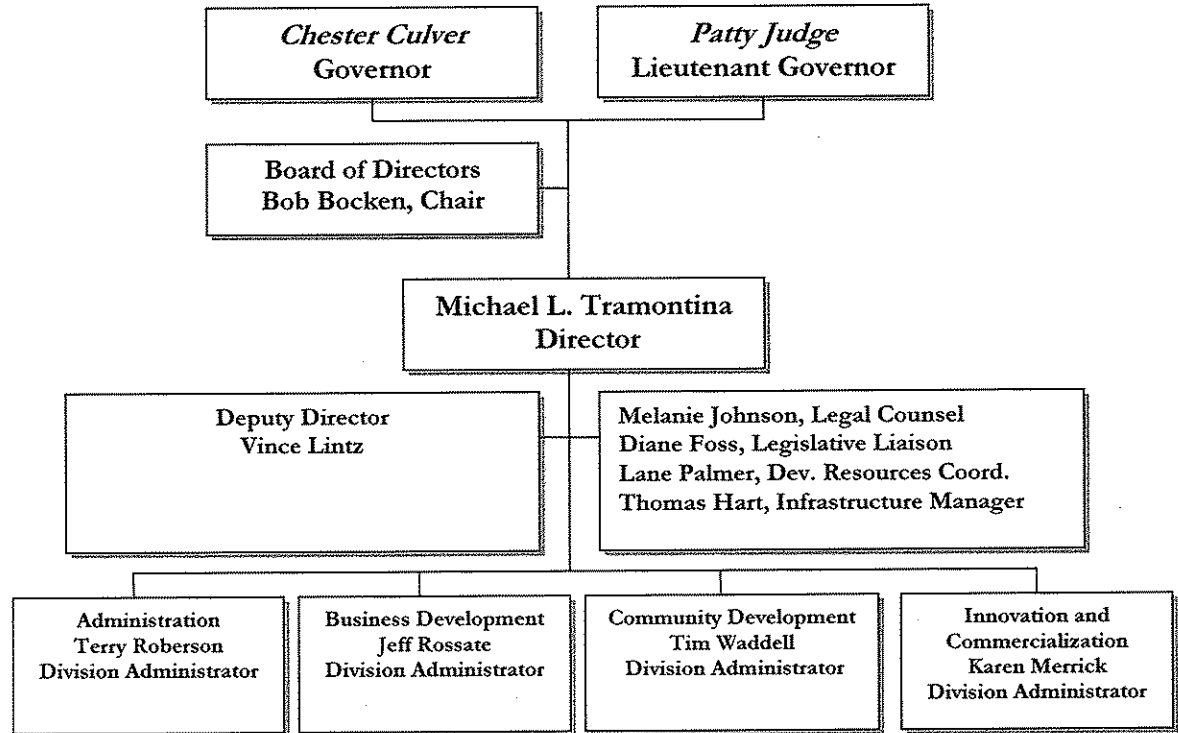 Chester Culver
Governor
Patty Judge
Lieutenant Governor
Board of Directors
Bob Bocken, Chair
Michael L. Tramontina
Director
Deputy Director
Vince Lintz
Melanie Johnson, Legal Counsel
Diane Foss, Legislative Liaison
Lane Palmer, Dev. Resources Coord.
Thomas Hart, Infrastructure Manager
Administration
Terry Roberson
Division Administrator
Business Development
Jeff Rossate
Division Administrator
Community Development
Tim Waddell
Division Administrator
Innovation and
Commercialization
Karen Merrick
Division Administrator